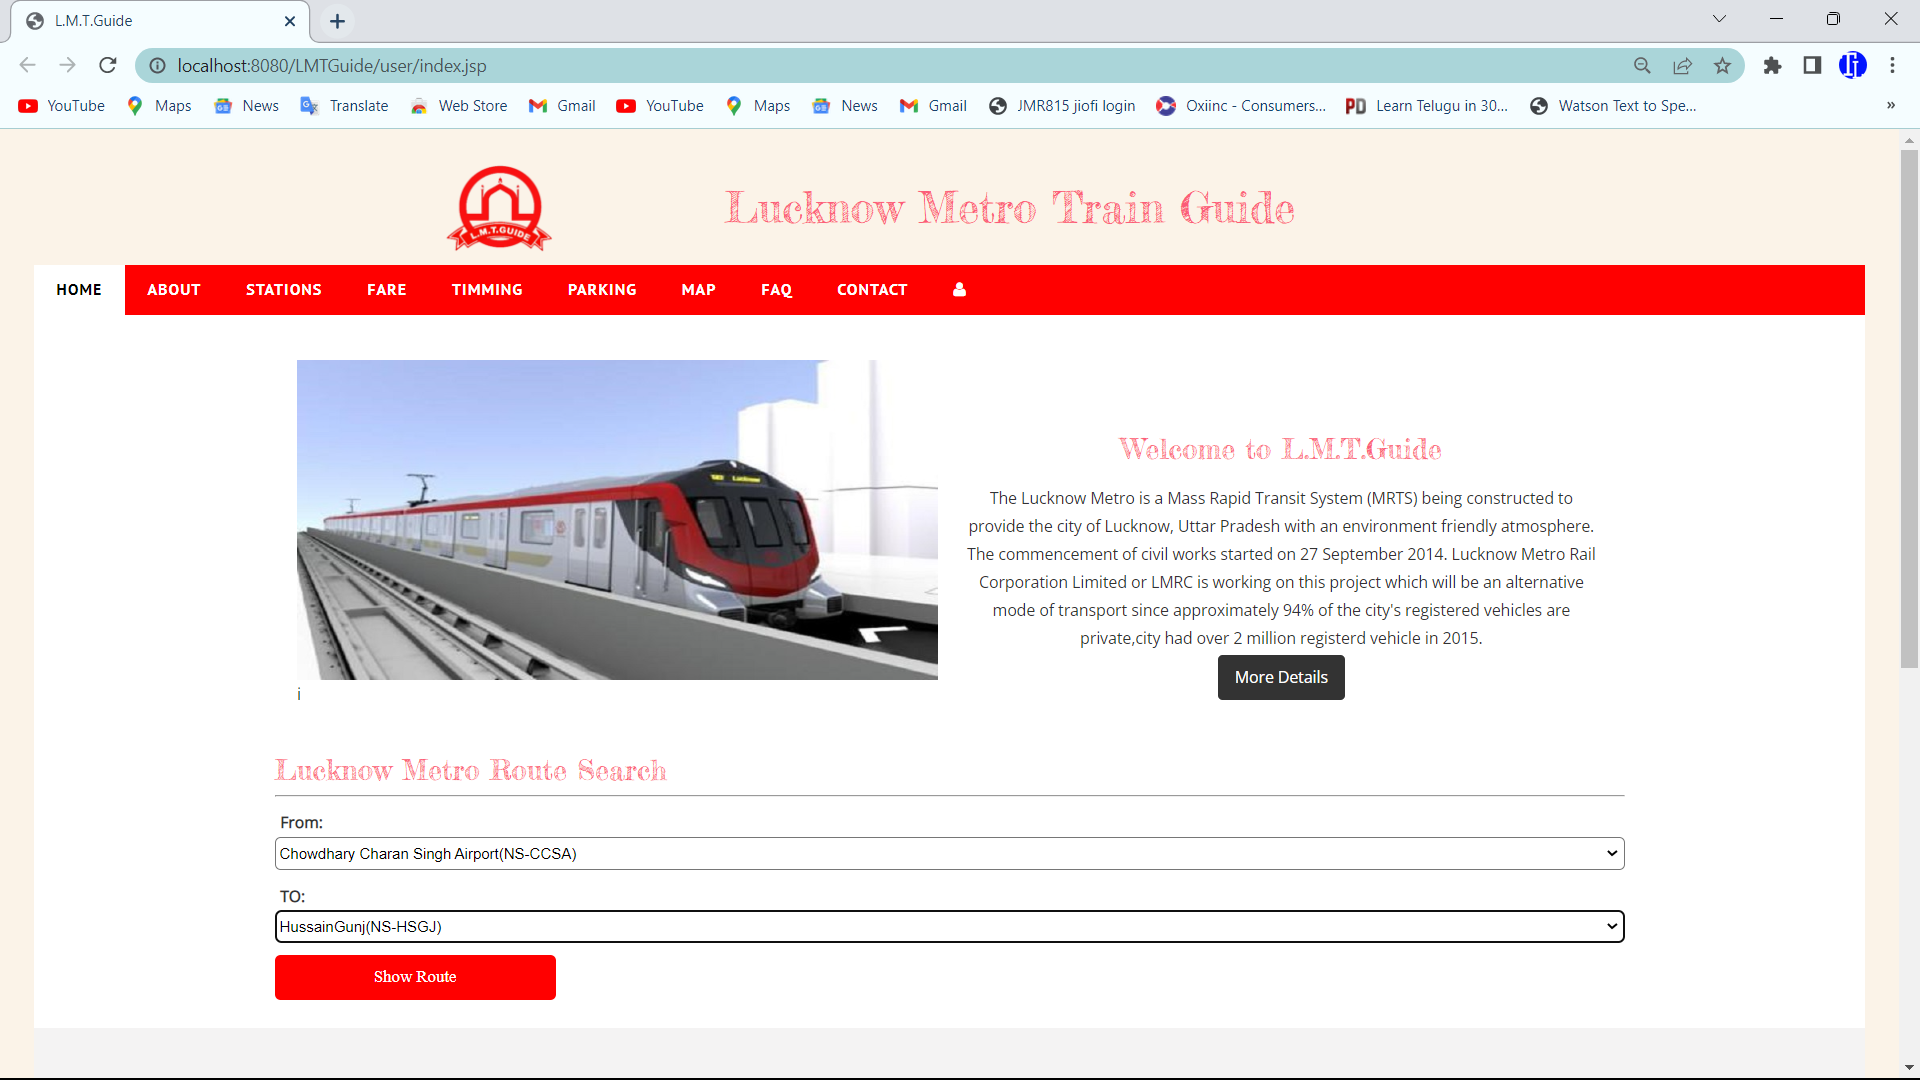 L.M.T.Guide
localhost:8080/LMTGuide/user/index.jsp
YouTube Maps News Translate Web Store Gmail YouTube Maps News Gmail JMR815 jiofi login Oxiinc - Consumers... PD Learn Telugu in 30... Watson Text to Spe... »
L.M.T.GUIDE
Lucknow Metro Train Guide
HOME ABOUT STATIONS FARE TIMMING PARKING MAP FAQ CONTACT
Welcome to L.M.T.Guide
The Lucknow Metro is a Mass Rapid Transit System (MRTS) being constructed to
provide the city of Lucknow, Uttar Pradesh with an environment friendly atmosphere.
The commencement of civil works started on 27 September 2014. Lucknow Metro Rail
Corporation Limited or LMRC is working on this project which will be an alternative
mode of transport since approximately 94% of the city's registered vehicles are
private,city had over 2 million registerd vehicle in 2015.
More Details
i
Lucknow Metro Route Search
From:
Chowdhary Charan Singh Airport(NS-CCSA)
TO:
HussainGunj(NS-HSGJ)
Show Route